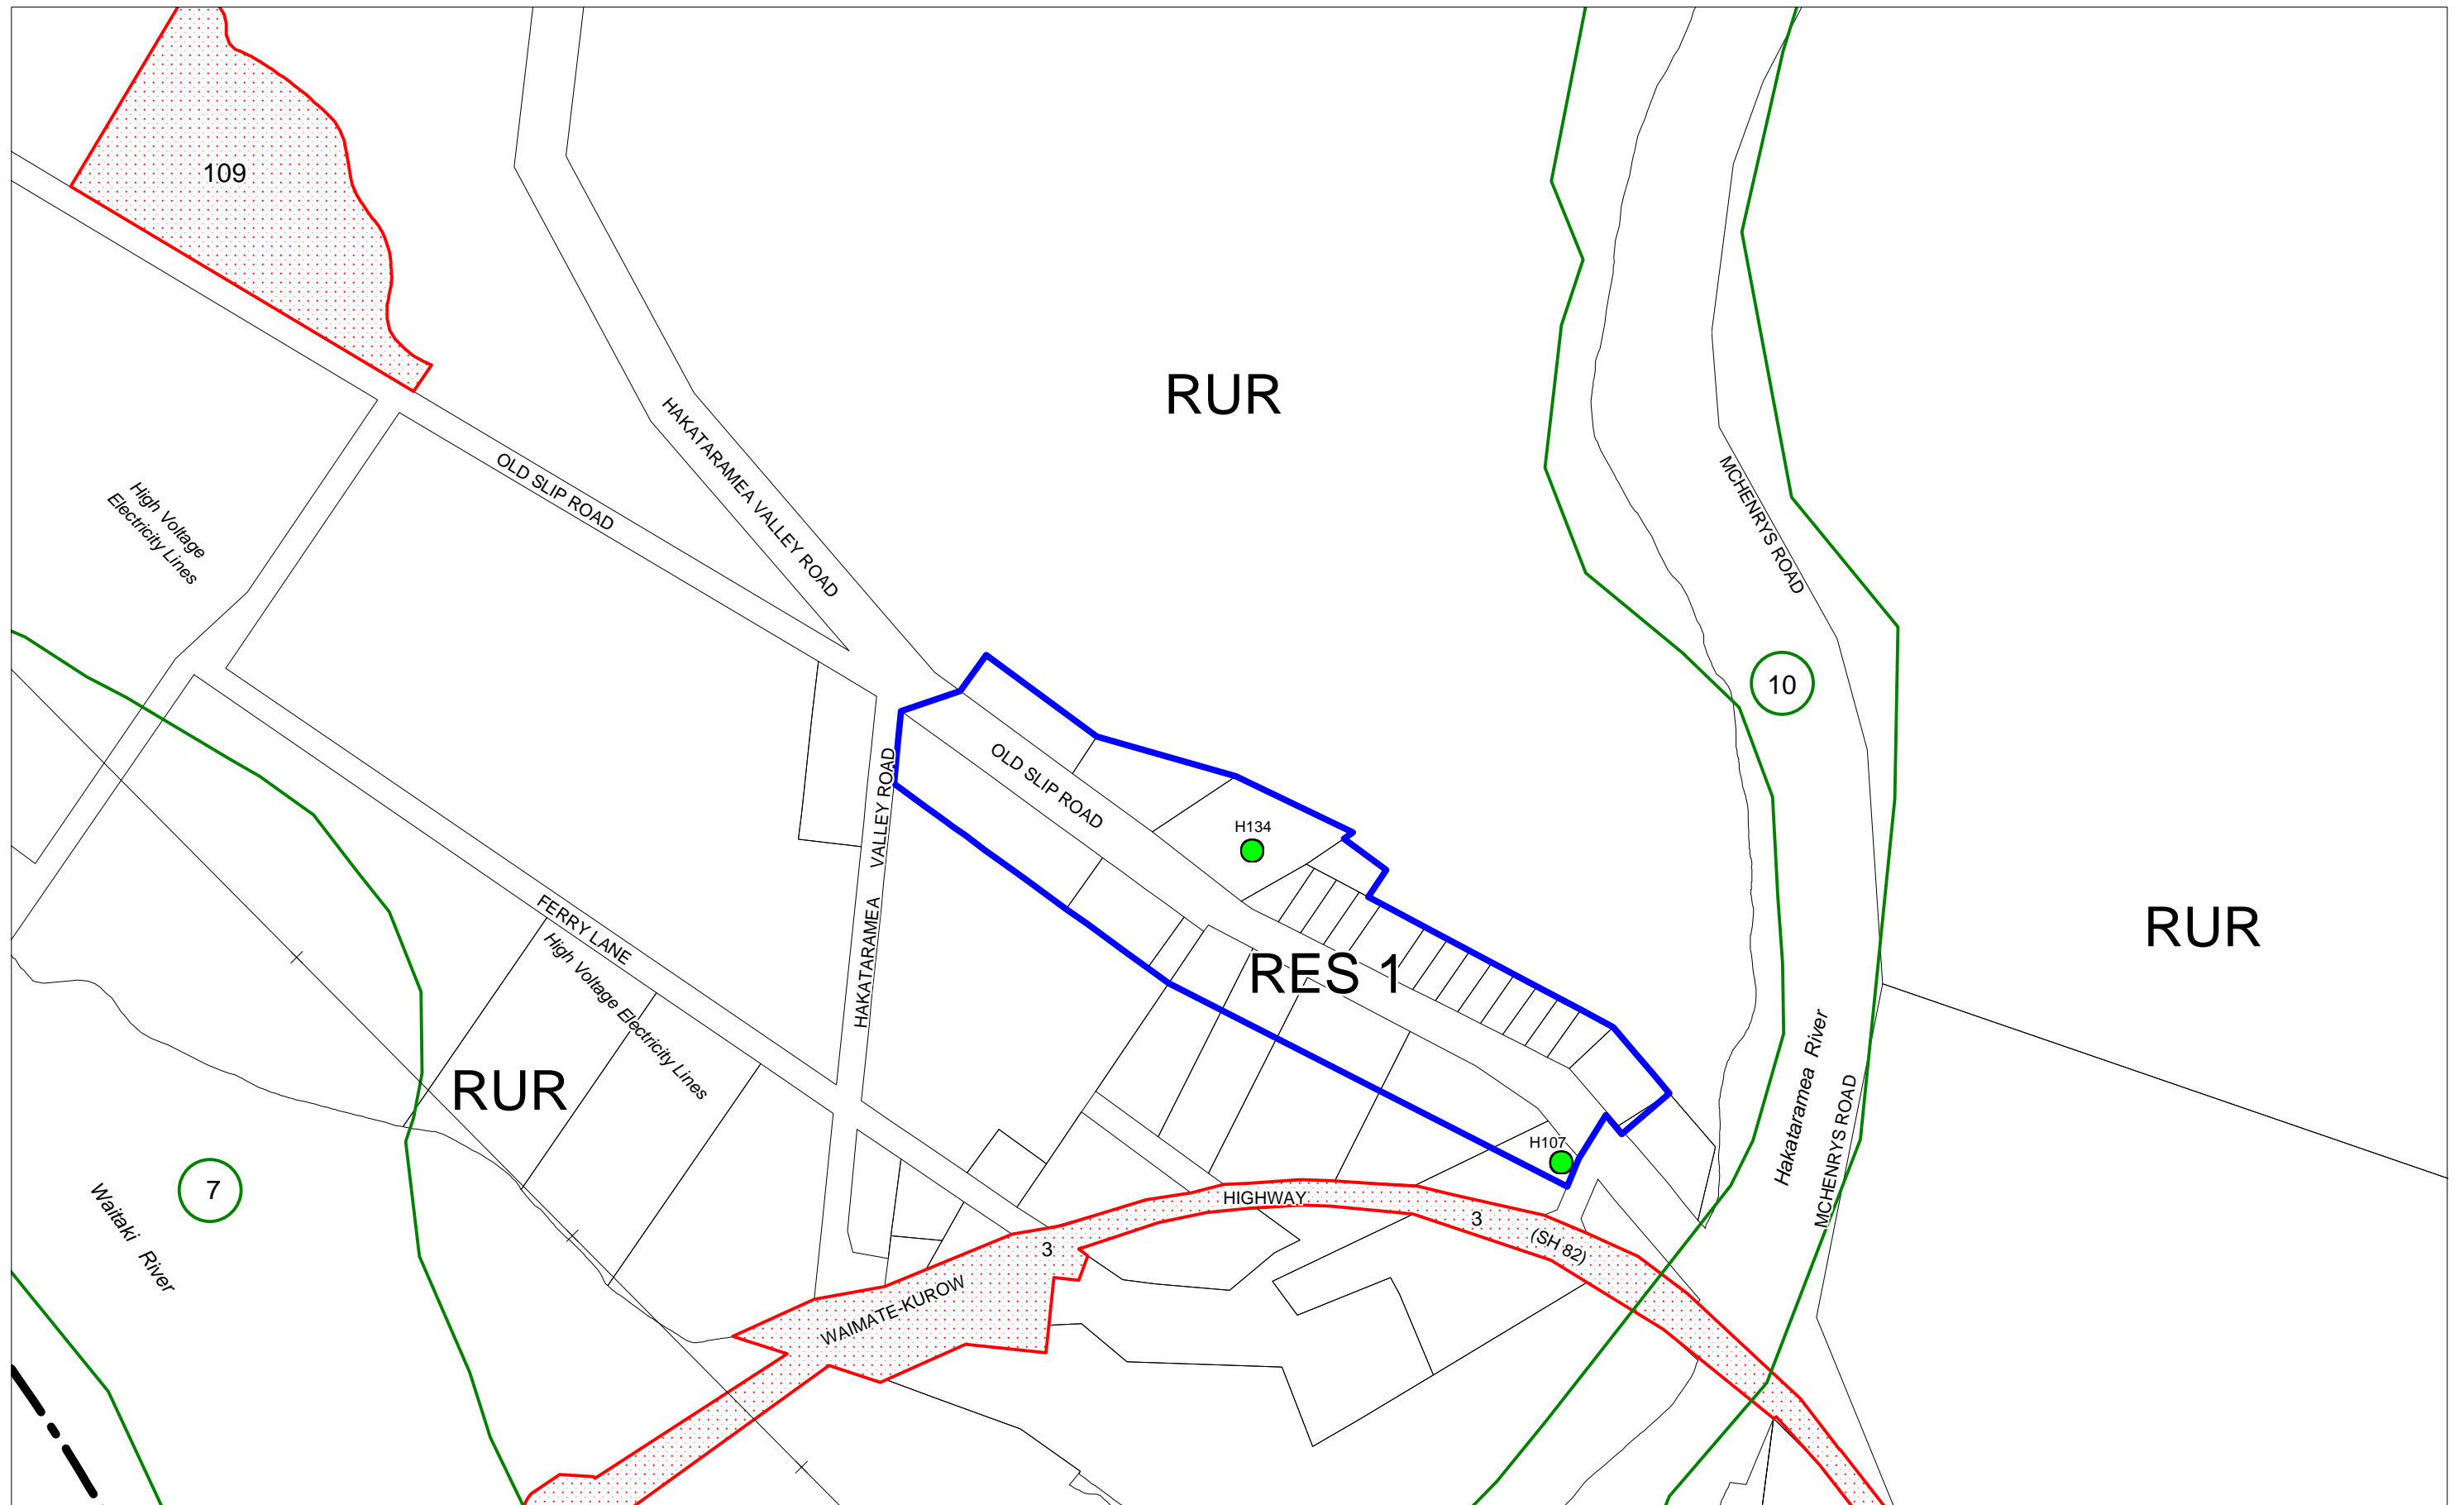 109
RUR
HAKATARAMEA VALLEY ROAD
OLD SLIP ROAD
High Voltage
Electricity Lines
MCHENRYS ROAD
10
OLD SLIP ROAD
H134
HAKATARAMEA VALLEY ROAD
RUR
FERRY LANE
High Voltage Electricity Lines
RES 1
RUR
Hakataramea River
MCHENRYS ROAD
H107
7
Waitaki River
HIGHWAY
3
3
(SH 82)
WAIMATE-KUROW